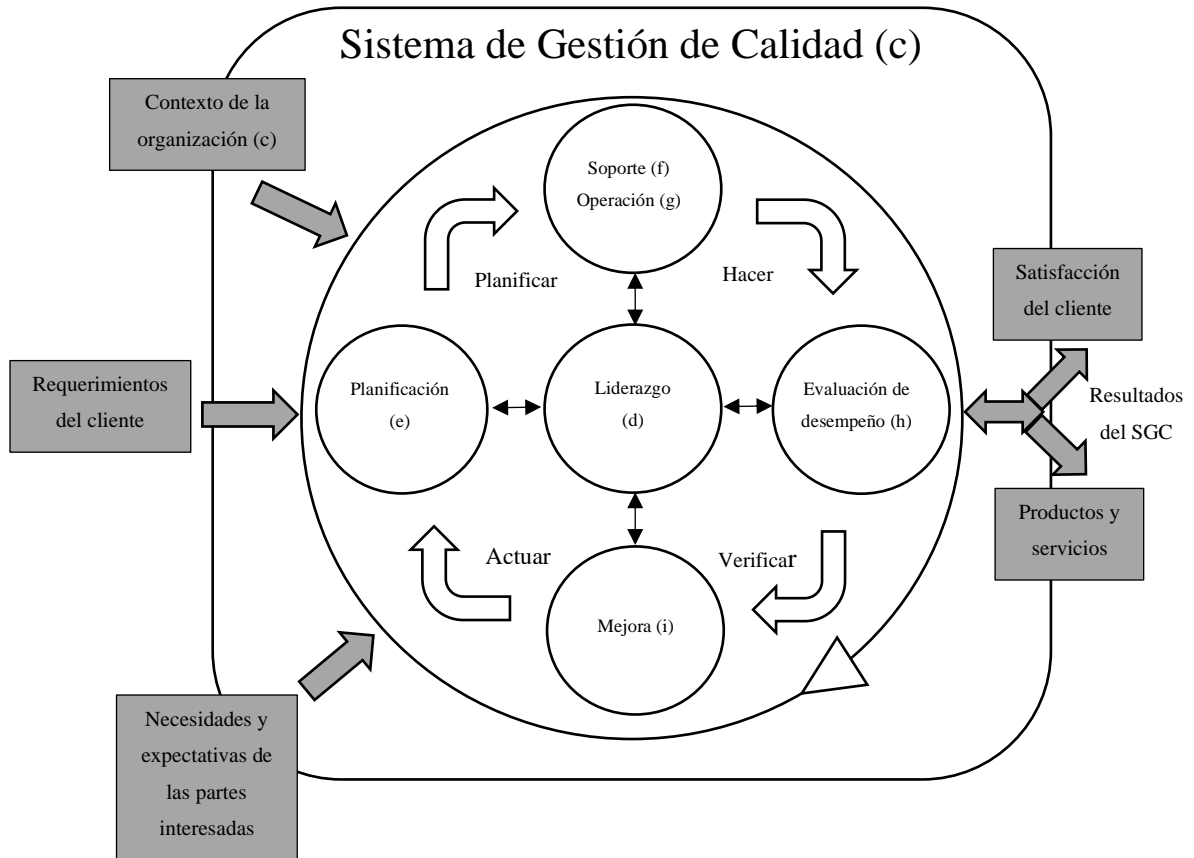 Sistema de Gestión de Calidad (c)
Contexto de la
organización (c)
Soporte (f)
Operación (g)
Planificar
Hacer
Satisfacción
del cliente
Requerimientos
del cliente
Planificación
(e)
Liderazgo
(d)
Evaluación de
desempeño (h)
Resultados
del SGC
Productos y
servicios
Actuar
Verificar
Mejora (i)
Necesidades y
expectativas de
las partes
interesadas